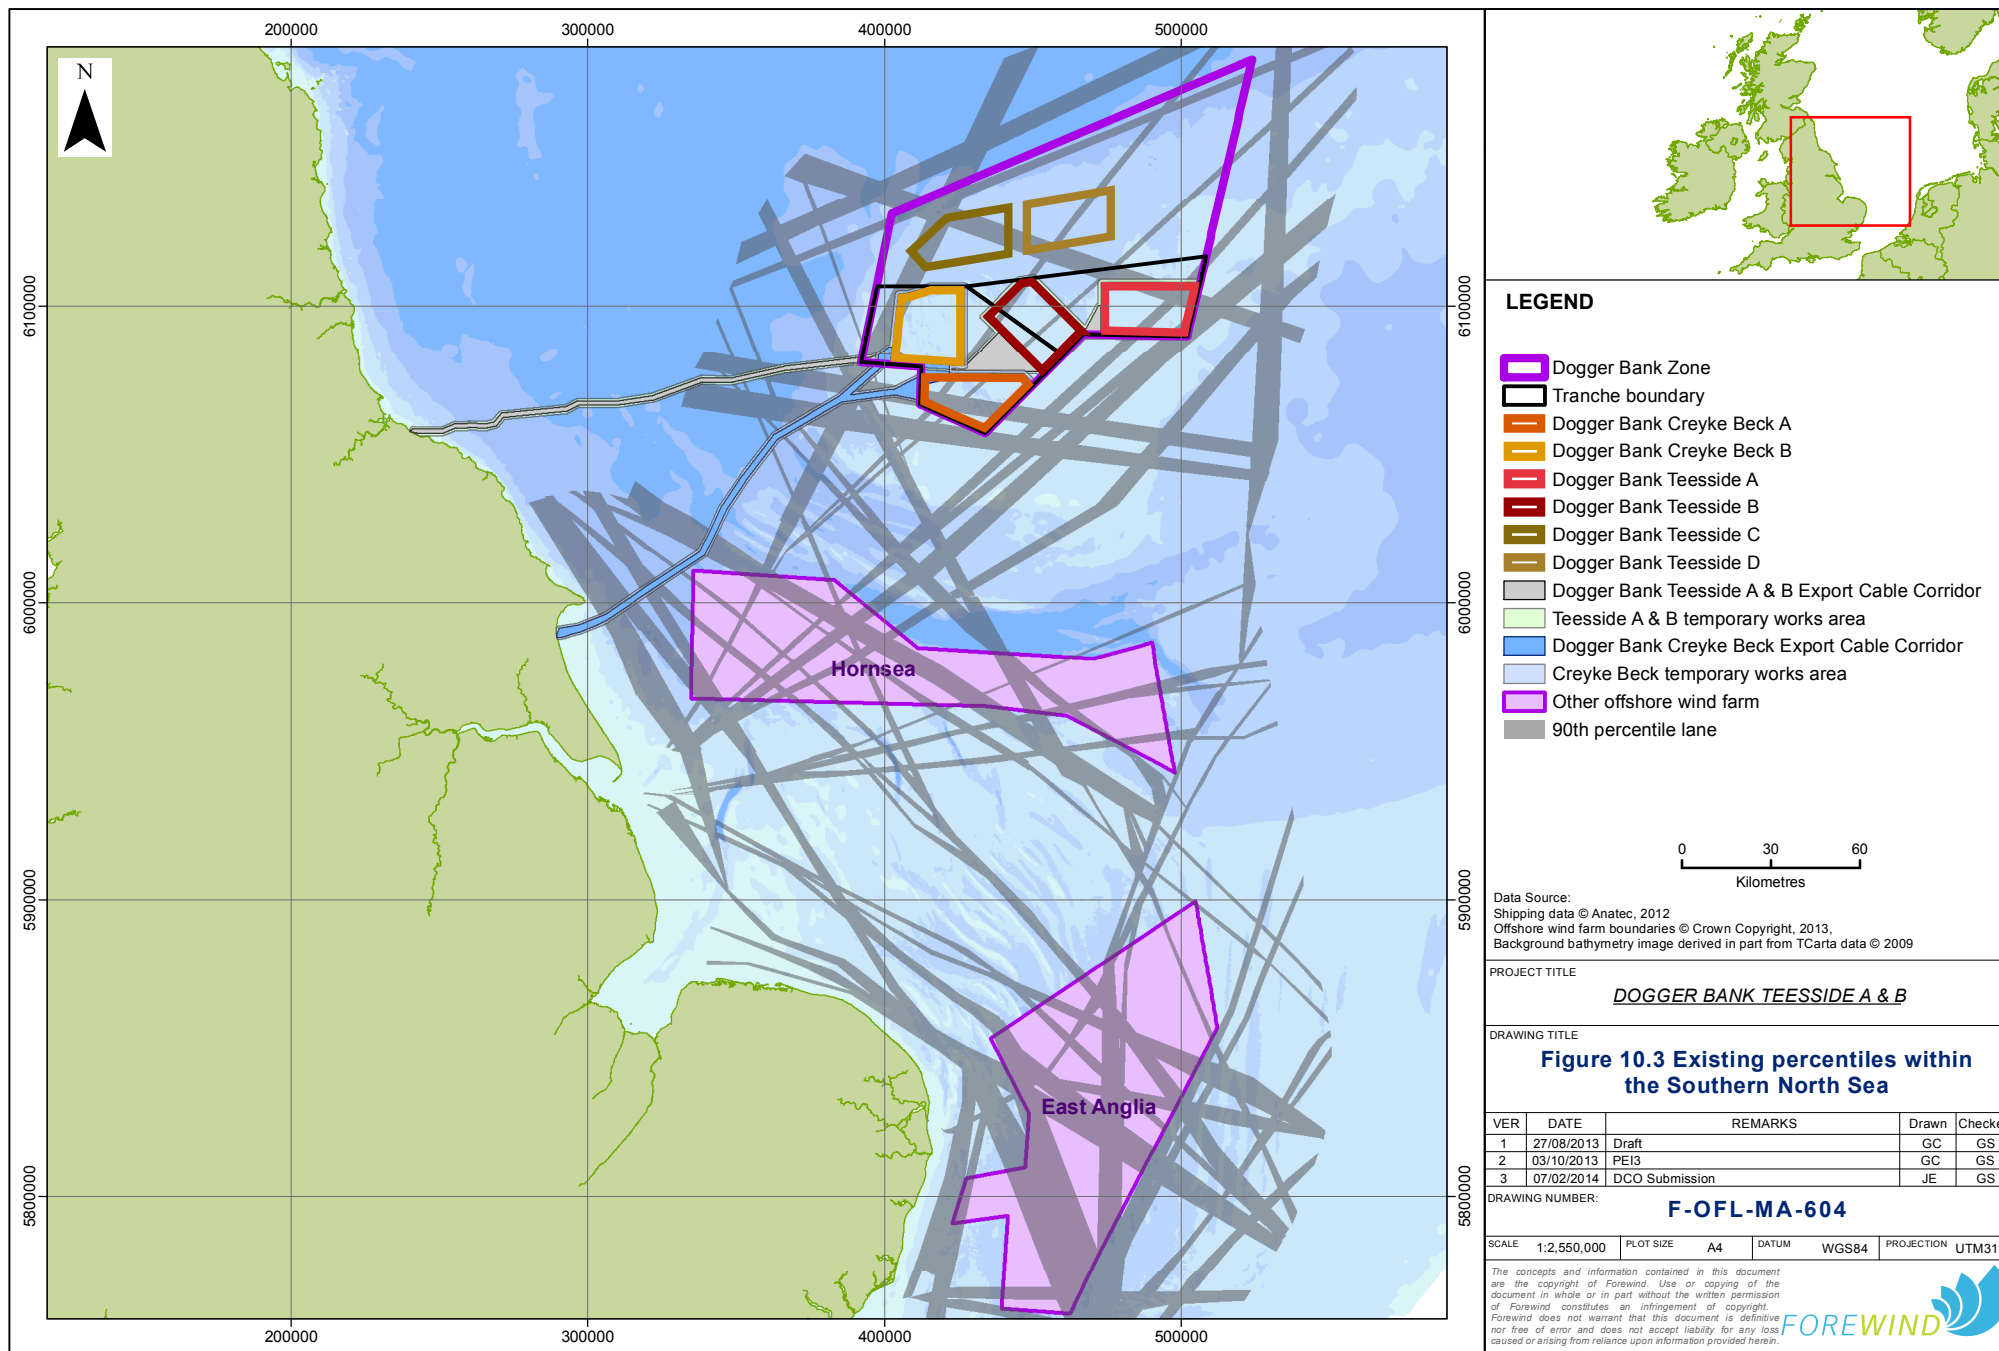 200000
300000
400000
500000
N
6100000
6000000
5900000
5800000
6100000
6000000
5900000
5800000
Hornsea
East Anglia
200000
300000
400000
500000
LEGEND
Dogger Bank Zone
Tranche boundary
Dogger Bank Creyke Beck A
Dogger Bank Creyke Beck B
Dogger Bank Teesside A
Dogger Bank Teesside B
Dogger Bank Teesside C
Dogger Bank Teesside D
Dogger Bank Teesside A & B Export Cable Corridor
Teesside A & B temporary works area
Dogger Bank Creyke Beck Export Cable Corridor
Creyke Beck temporary works area
Other offshore wind farm
90th percentile lane
0 30 60
Kilometres
Data Source:
Shipping data © Anatec, 2012
Offshore wind farm boundaries © Crown Copyright, 2013,
Background bathymetry image derived in part from TCarta data © 2009
PROJECT TITLE
DOGGER BANK TEESSIDE A & B
DRAWING TITLE
Figure 10.3 Existing percentiles within
the Southern North Sea
VER DATE REMARKS Drawn Checke
1 27/08/2013 Draft GC GS
2 03/10/2013 PEI3 GC GS
3 07/02/2014 DCO Submission JE GS
DRAWING NUMBER:
F-OFL-MA-604
SCALE 1:2,550,000 PLOT SIZE A4 DATUM WGS84 PROJECTION UTM31
The concepts and information contained in this document
are the copyright of Forewind. Use or copying of the
document in whole or in part without the written permission
of Forewind constitutes an infringement of copyright.
Forewind does not warrant that this document is definitive
nor free of error and does not accept liability for any loss
caused or arising from reliance upon information provided herein.
FOREWIND